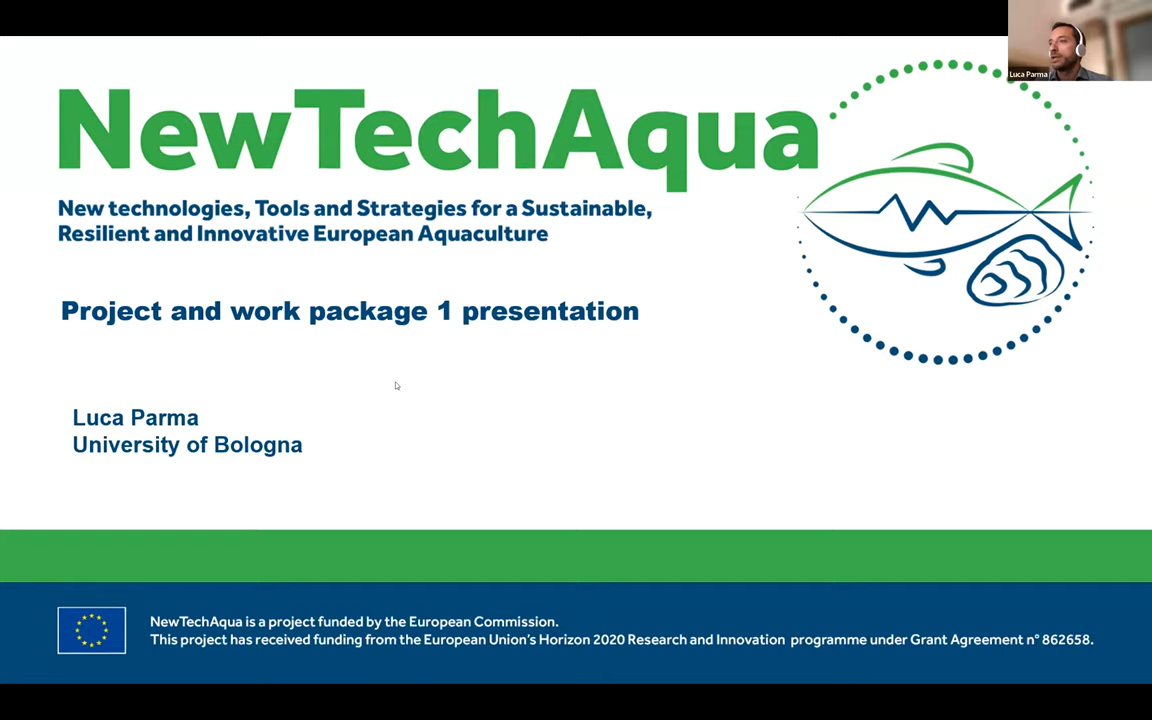 Luca Parma
NewTechAqua
New technologies, Tools and Strategies for a Sustainable,
Resilient and Innovative European Aquaculture
Project and work package 1 presentation
Luca Parma
University of Bologna
NewTechAqua is a project funded by the European Commission.
This project has received funding from the European Union's Horizon 2020 Research and Innovation programme under Grant Agreement n° 862658.